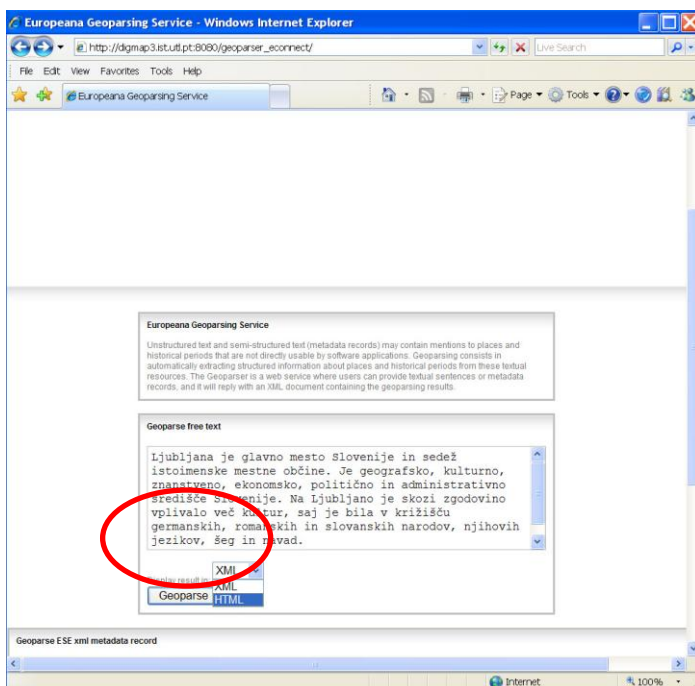 Europeana Geoparsing Service - Windows Internet Explorer
http://digmap3.ist.utl.pt:8080/geoparser_econnect/
Live Search
File Edit View Favorites Tools Help
Europeana Geoparsing Service
Page Tools
Europeana Geoparsing Service
Unstructured text and semi-structured text (metadata records) may contain mentions to places and
historical periods that are not directly usable by software applications. Geoparsing consists in
automatically extracting structured information about places and historical periods from these textual
resources. The Geoparser is a web service where users can provide textual sentences or metadata
records, and it will reply with an XML document containing the geoparsing results.
Geoparse free text
Ljubljana je glavno mesto Slovenije in sedež
istoimenske mestne občine. Je geografsko, kulturno,
znanstveno, ekonomsko, politično in administrativno
središče Slovenije. Na Ljubljano je skozi zgodovino
vplivalo več kultur, saj je bila v križišču
germanskih, romanskih in slovanskih narodov, njihovih
jezikov, šeg in navad.
Display result in XML
XML
Geoparse HTML
Geoparse ESE xml metadata record
Internet 100%